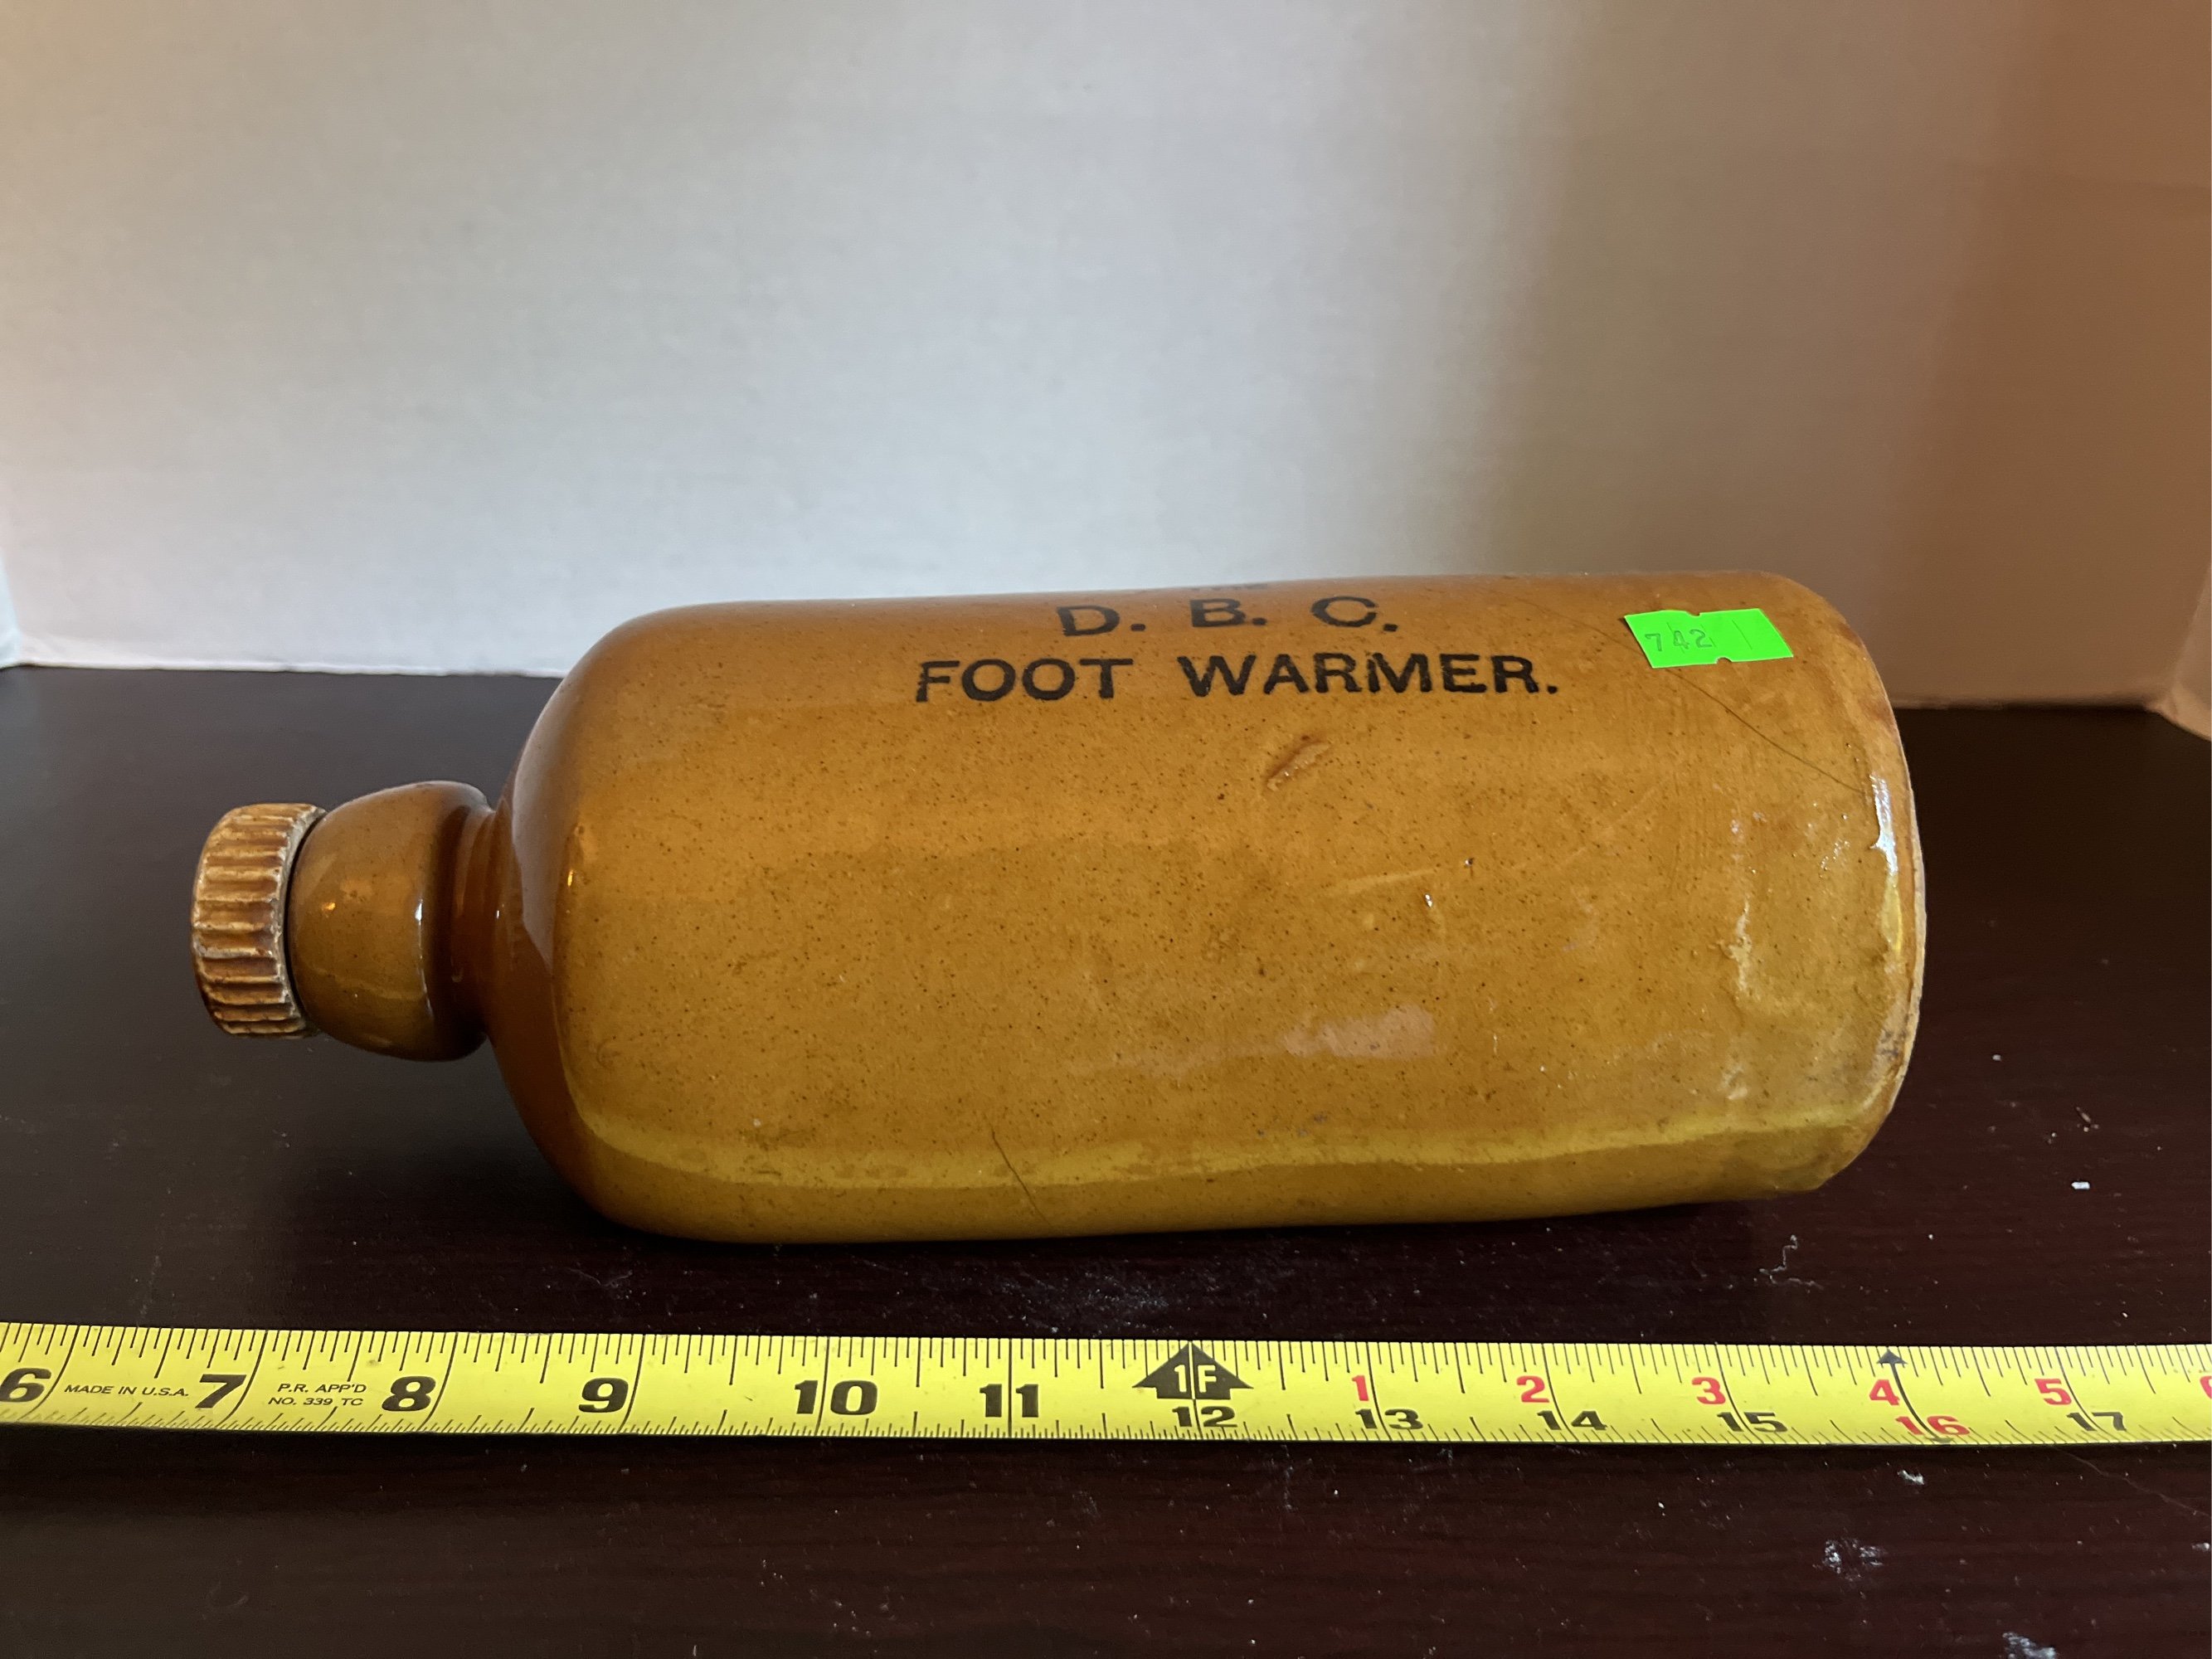 D. B. C.
FOOT WARMER.
742
6 MADE IN U.S.A. 7 P.R. APP'D 8 9 10 11 1F 1 2 3 4 5
NO. 339 TC 12 13 14 15 16 17